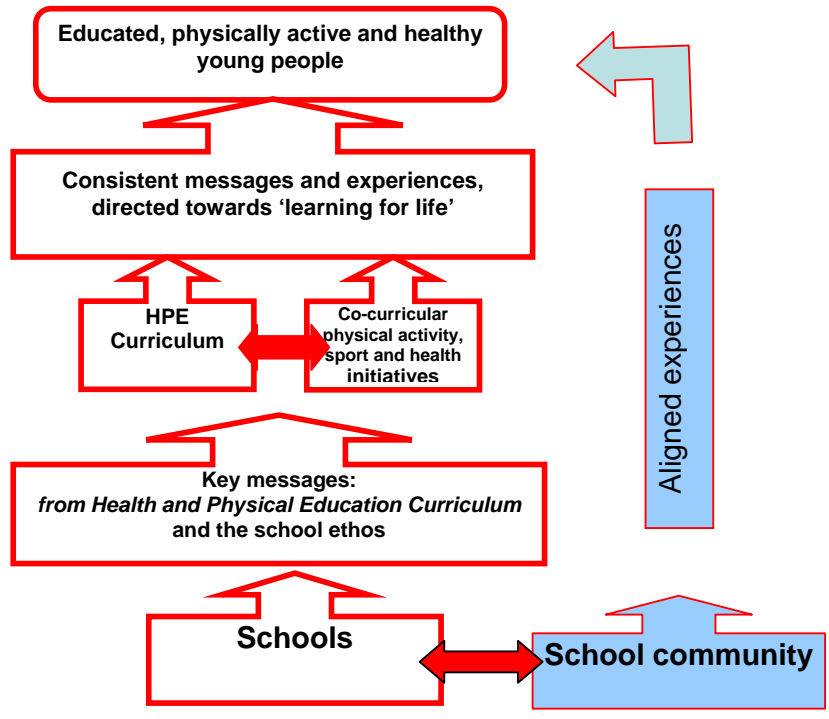 Educated, physically active and healthy
young people
Consistent messages and experiences,
directed towards ‘learning for life’
HPE
Curriculum
Co-curricular
physical activity,
sport and health
initiatives
Aligned experiences
Key messages:
from Health and Physical Education Curriculum
and the school ethos
Schools
School community